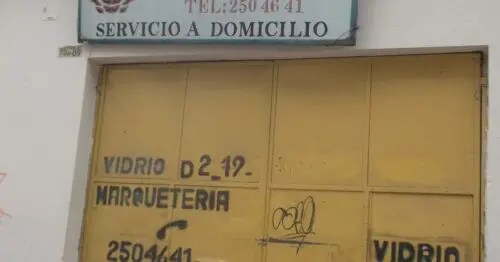 TEL: 250 46 41
SERVICIO A DOMICILIO
VIDRIO D 2_19_
MARQUETERIA
2504641
VIDRIO